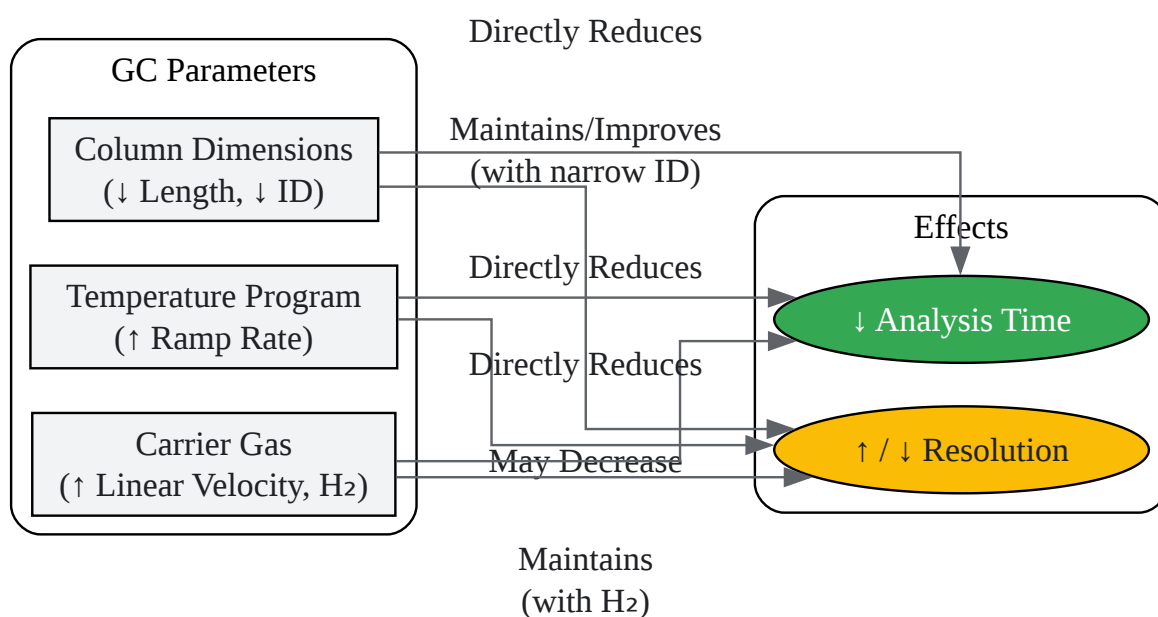 Directly Reduces
GC Parameters
Column Dimensions
(↓ Length, ↓ ID)
Maintains/Improves
(with narrow ID)
Effects
Temperature Program
(↑ Ramp Rate)
Directly Reduces
↓ Analysis Time
Directly Reduces
Carrier Gas
(↑ Linear Velocity, H₂)
May Decrease
↑ / ↓ Resolution
Maintains
(with H₂)